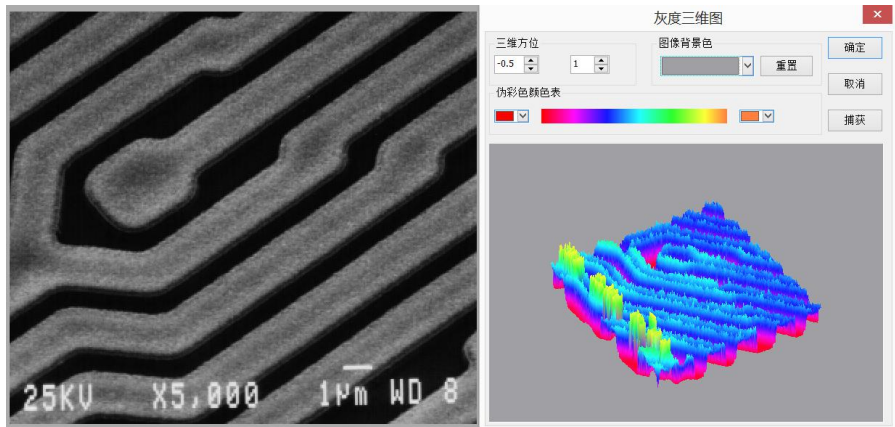 25KV X5,000 1μm WD 8
灰度三维图
三维方位
-0.5 1
图像背景色
重置
伪彩色颜色表
确定
取消
捕获